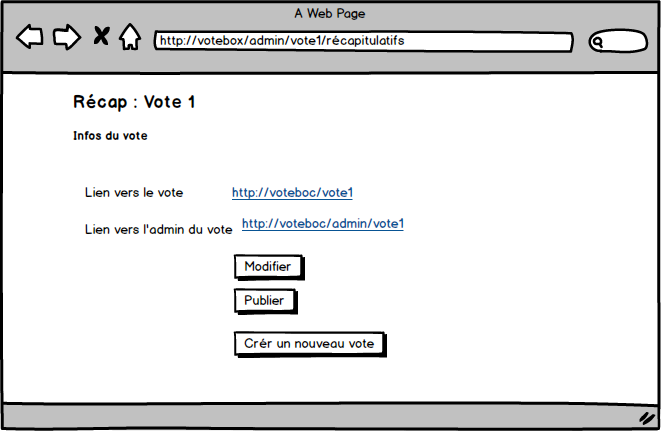 A Web Page
http://votebox/admin/vote1/récapitulatifs
Récap : Vote 1
Infos du vote
Lien vers le vote http://voteboc/vote1
Lien vers l'admin du vote http://voteboc/admin/vote1
Modifier
Publier
Crér un nouveau vote